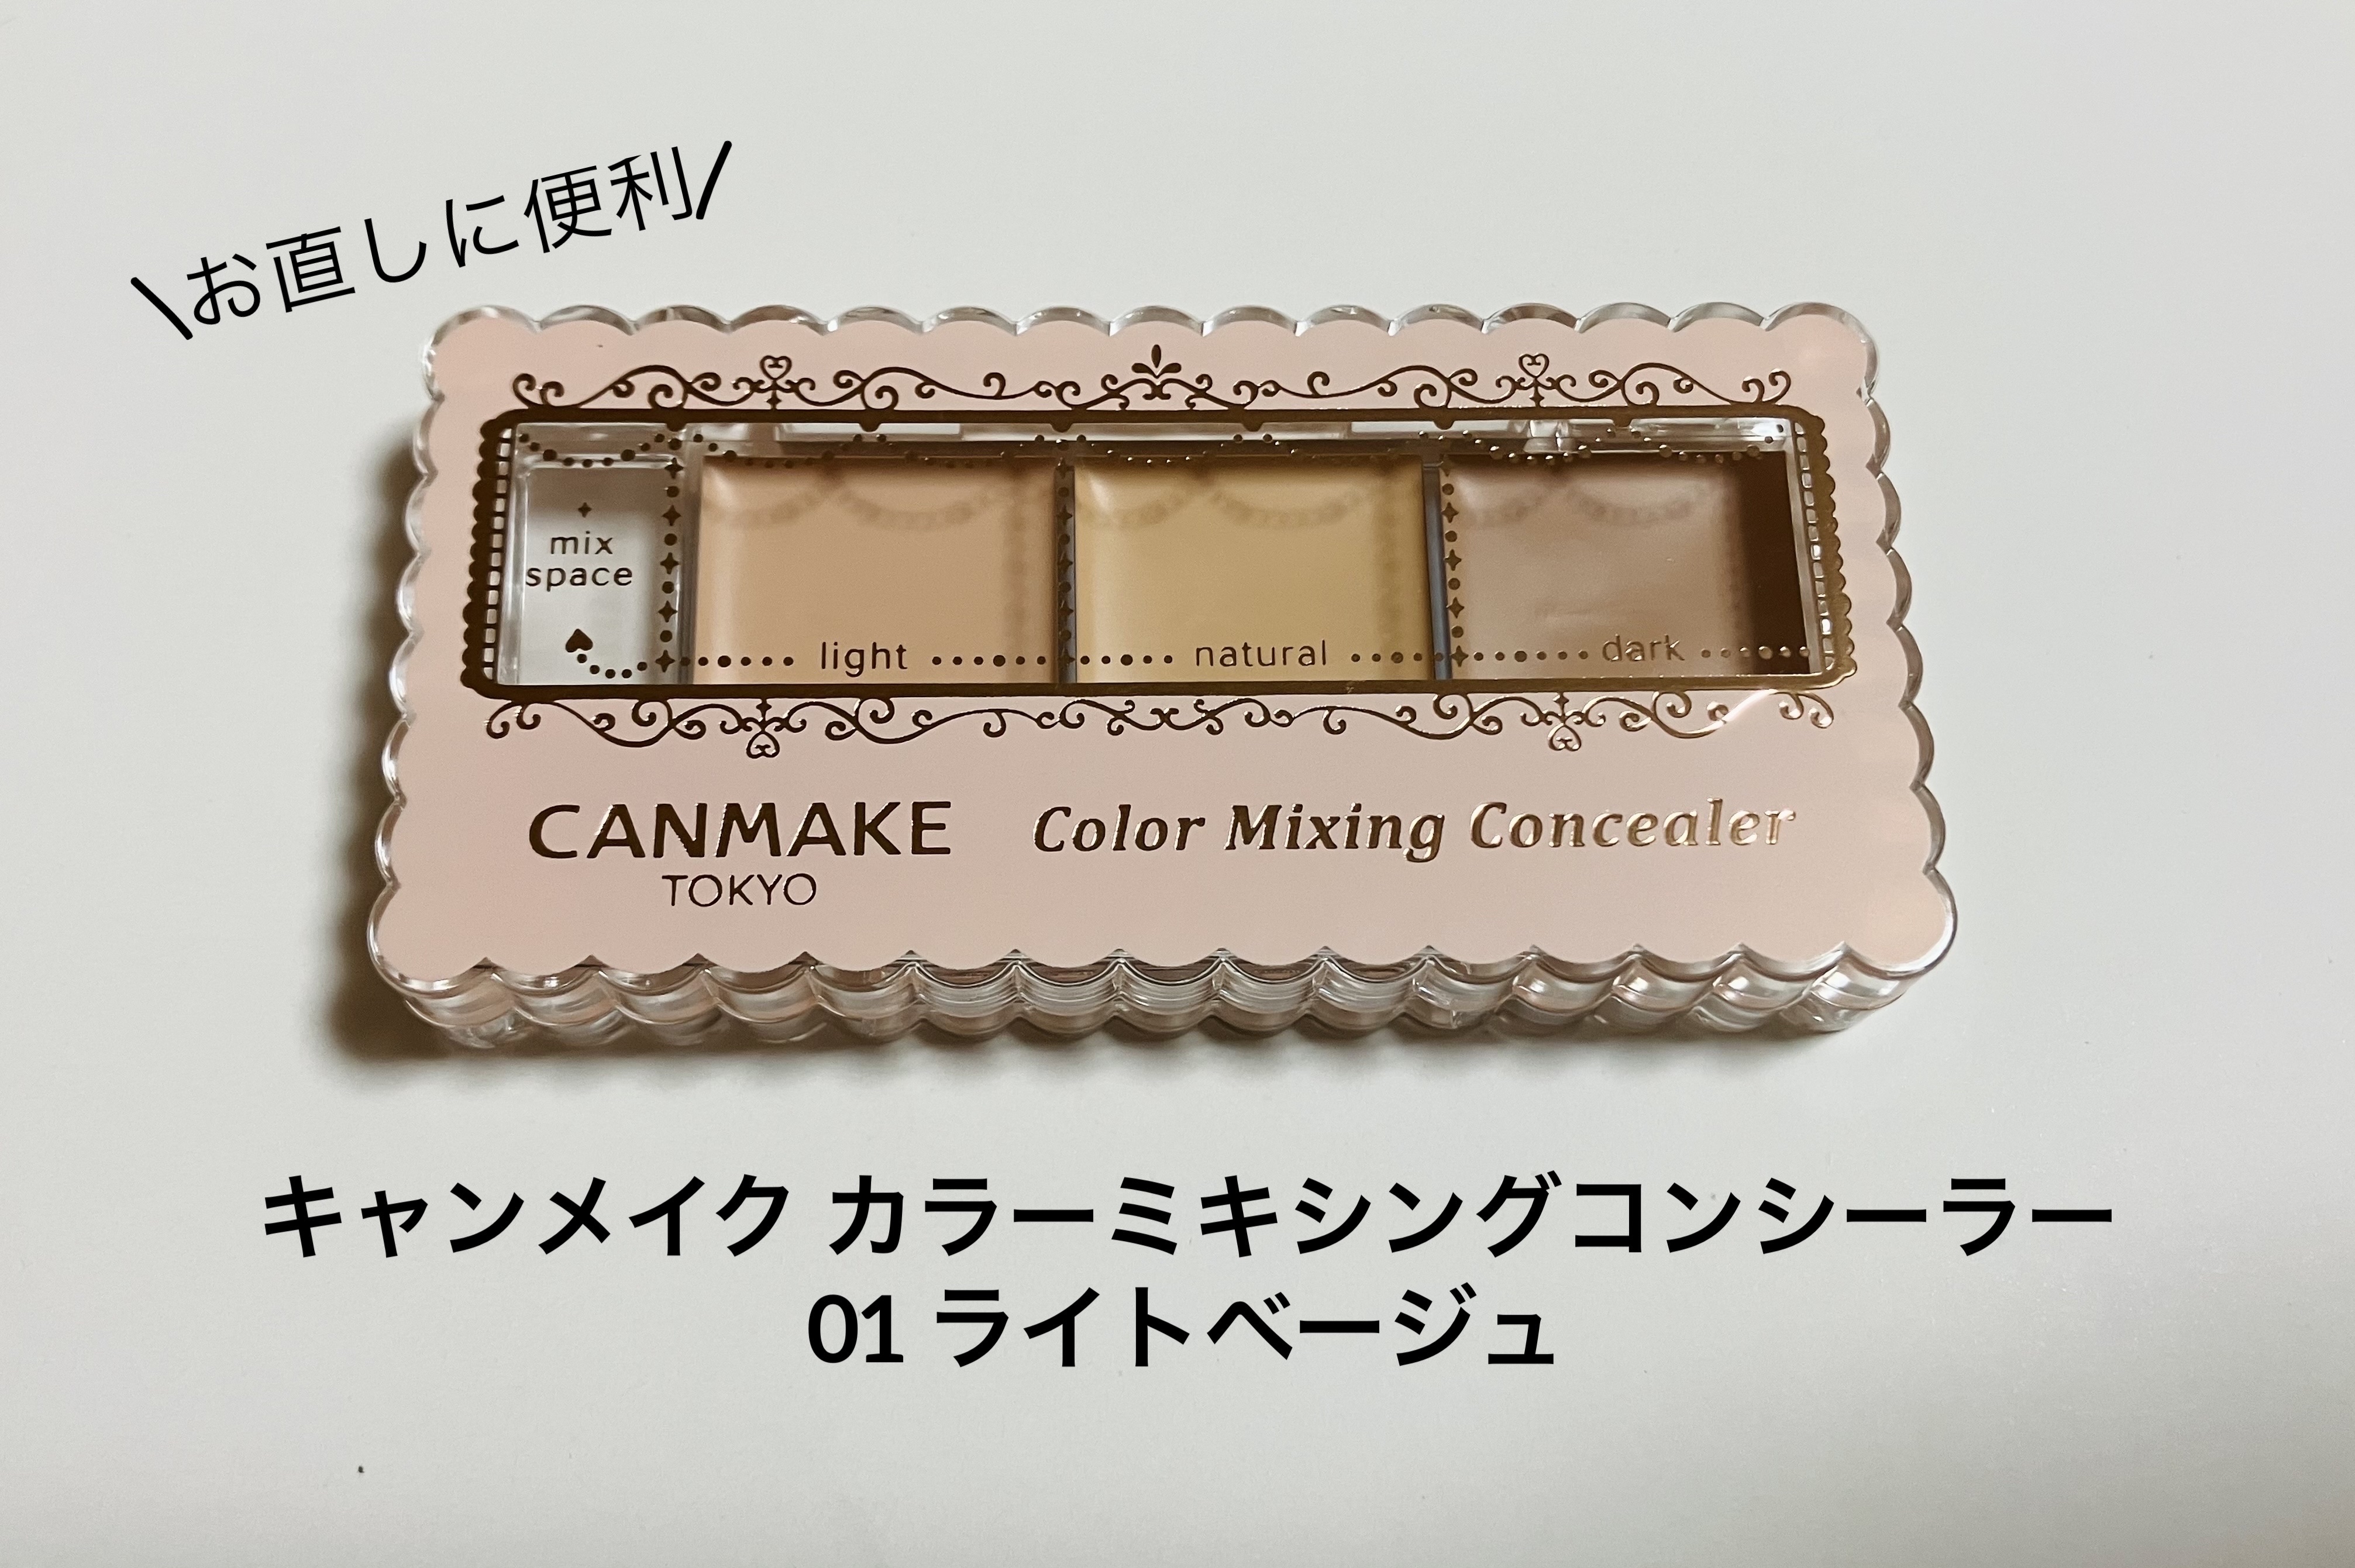 \お直しに便利/
mix
space
light
natural
dark
CANMAKE
TOKYO
Color Mixing Concealer
キャンメイク カラーミキシングコンシーラー
01 ライトベージュ